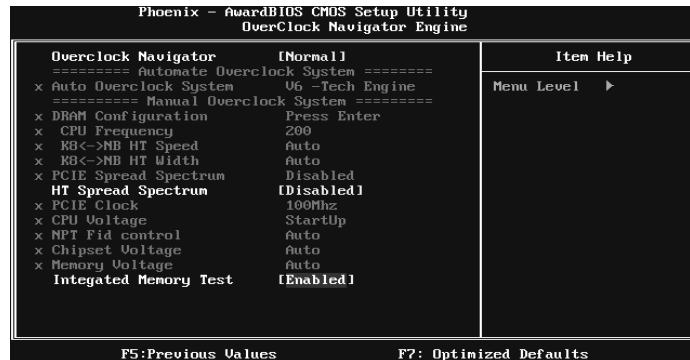 Phoenix - AwardBIOS CMOS Setup Utility
OverClock Navigator Engine
Overclock Navigator [Normal] Item Help
========= Automate Overclock System ========
x Auto Overclock System V6 -Tech Engine Menu Level ▶
========== Manual Overclock System =========
x DRAM Configuration Press Enter
x CPU Frequency 200
x K8<->NB HT Speed Auto
x K8<->NB HT Width Auto
x PCIE Spread Spectrum Disabled
HT Spread Spectrum [Disabled]
x PCIE Clock 100Mhz
x CPU Voltage StartUp
x NPT Fid control Auto
x Chipset Voltage Auto
x Memory Voltage Auto
Integated Memory Test [Enabled]
F5:Previous Values F7: Optimized Defaults